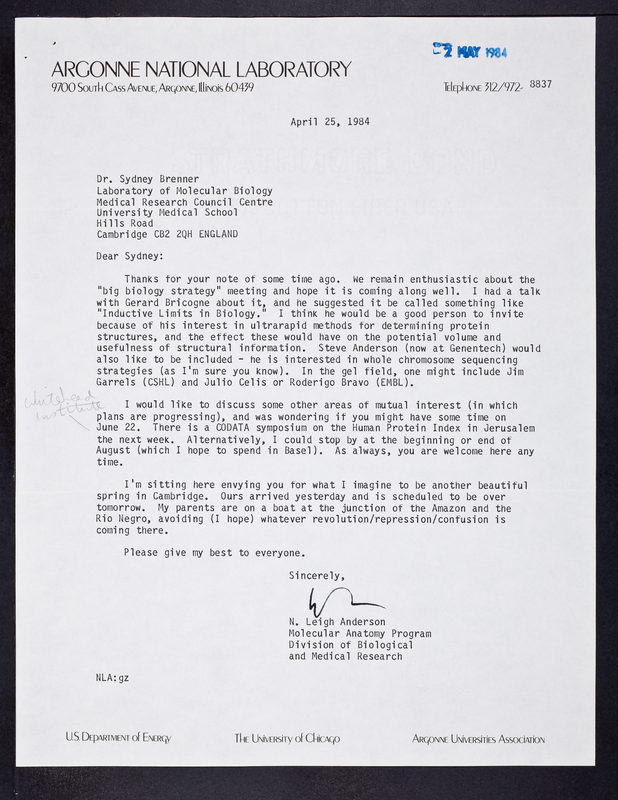 2 MAY 1984
ARGONNE NATIONAL LABORATORY
9700 South Cass Avenue, Argonne, Illinois 60439
Telephone 312/972- 8837
April 25, 1984
Dr. Sydney Brenner
Laboratory of Molecular Biology
Medical Research Council Centre
University Medical School
Hills Road
Cambridge CB2 2QH ENGLAND
Dear Sydney:
Thanks for your note of some time ago. We remain enthusiastic about the
"big biology strategy" meeting and hope it is coming along well. I had a talk
with Gerard Bricogne about it, and he suggested it be called something like
"Inductive Limits in Biology." I think he would be a good person to invite
because of his interest in ultrarapid methods for determining protein
structures, and the effect these would have on the potential volume and
usefulness of structural information. Steve Anderson (now at Genentech) would
also like to be included - he is interested in whole chromosome sequencing
strategies (as I'm sure you know). In the gel field, one might include Jim
Garrels (CSHL) and Julio Celis or Roderigo Bravo (EMBL).
Whitehead
Institute
I would like to discuss some other areas of mutual interest (in which
plans are progressing), and was wondering if you might have some time on
June 22. There is a CODATA symposium on the Human Protein Index in Jerusalem
the next week. Alternatively, I could stop by at the beginning or end of
August (which I hope to spend in Basel). As always, you are welcome here any
time.
I'm sitting here envying you for what I imagine to be another beautiful
spring in Cambridge. Ours arrived yesterday and is scheduled to be over
tomorrow. My parents are on a boat at the junction of the Amazon and the
Rio Negro, avoiding (I hope) whatever revolution/repression/confusion is
coming there.
Please give my best to everyone.
Sincerely,
N. Leigh Anderson
Molecular Anatomy Program
Division of Biological
and Medical Research
NLA:gz
U.S. Department of Energy
The University of Chicago
Argonne Universities Association